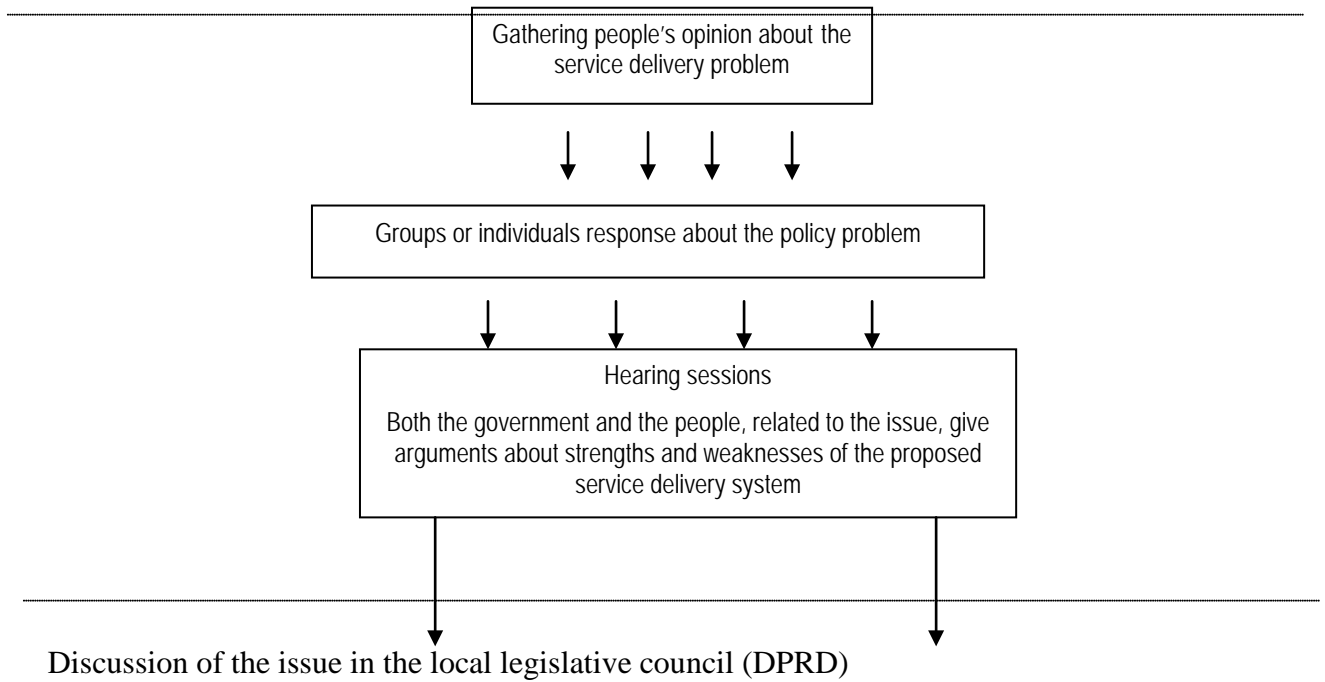 Gathering people's opinion about the
service delivery problem
Groups or individuals response about the policy problem
Hearing sessions
Both the government and the people, related to the issue, give
arguments about strengths and weaknesses of the proposed
service delivery system
Discussion of the issue in the local legislative council (DPRD)